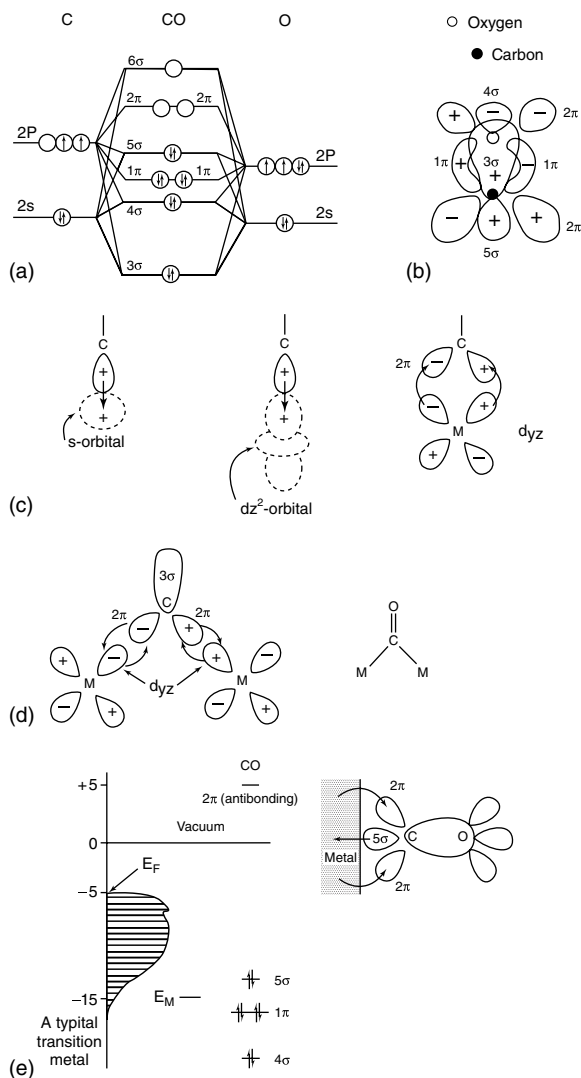 C CO O
6σ
2π 2π
2P
5σ
2P
1π 1π
2s
4σ
2s
3σ
(a)
Oxygen
Carbon
4σ
+ − −
2π
1π + 3σ − 1π
+
− + +
2π
5σ
(b)
C
+
+
s-orbital
C
+
+
dz²-orbital
C
2π − +
− +
M dyz
+ −
(c)
3σ
C
2π 2π
− +
+ − + −
M dyz M
− + − +
(d)
O
C
M M
CO
+5
2π (antibonding)
Vacuum
0
EF
−5
−15
EM
5σ
1π
4σ
A typital
transition
metal
(e)
2π
5σ C O
Metal
2π